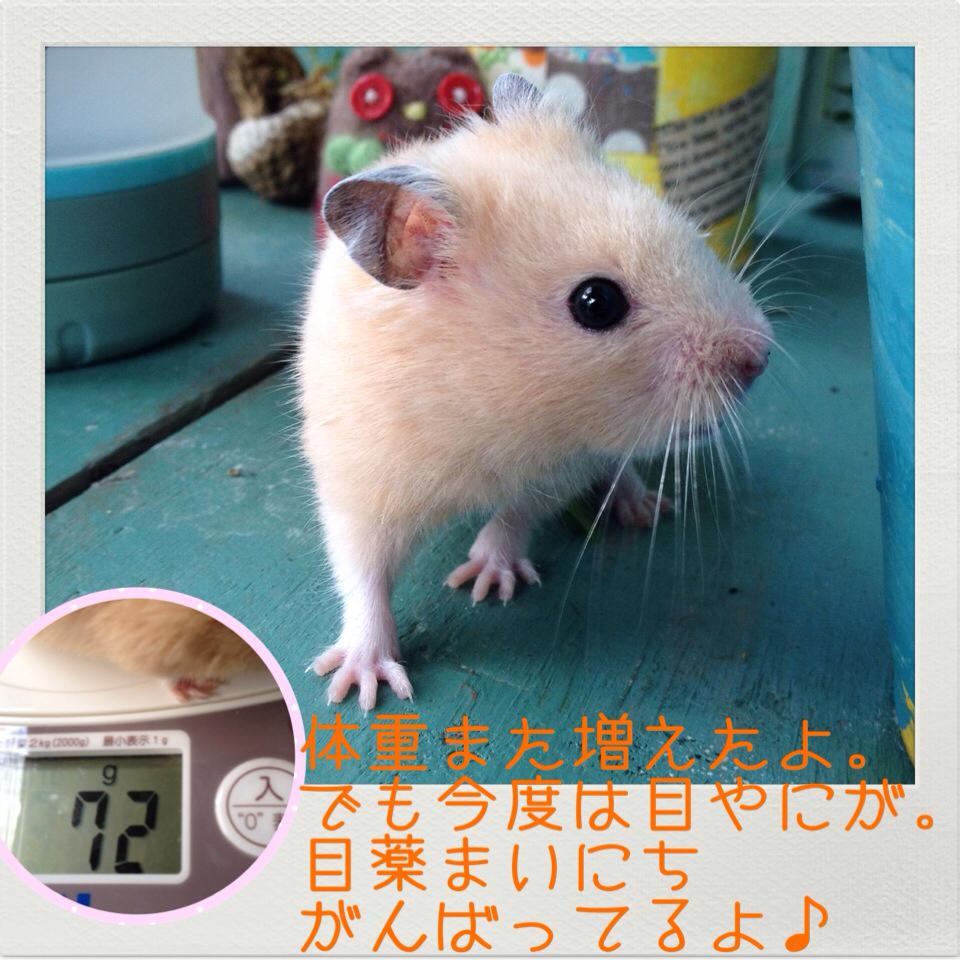 体重また増えたよ。
でも今度は目やにが。
目薬まいにち
がんばってるよ♪
2kg(2000g) 最小表示1g
g
72
入
"0"